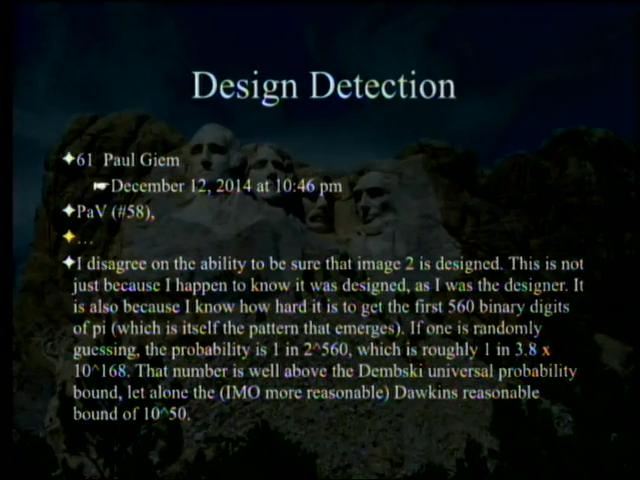 Design Detection
61 Paul Giem
December 12, 2014 at 10:46 pm
PaV (#58),
…
I disagree on the ability to be sure that image 2 is designed. This is not
just because I happen to know it was designed, as I was the designer. It
is also because I know how hard it is to get the first 560 binary digits
of pi (which is itself the pattern that emerges). If one is randomly
guessing, the probability is 1 in 2^560, which is roughly 1 in 3.8 x
10^168. That number is well above the Dembski universal probability
bound, let alone the (IMO more reasonable) Dawkins reasonable
bound of 10^50.